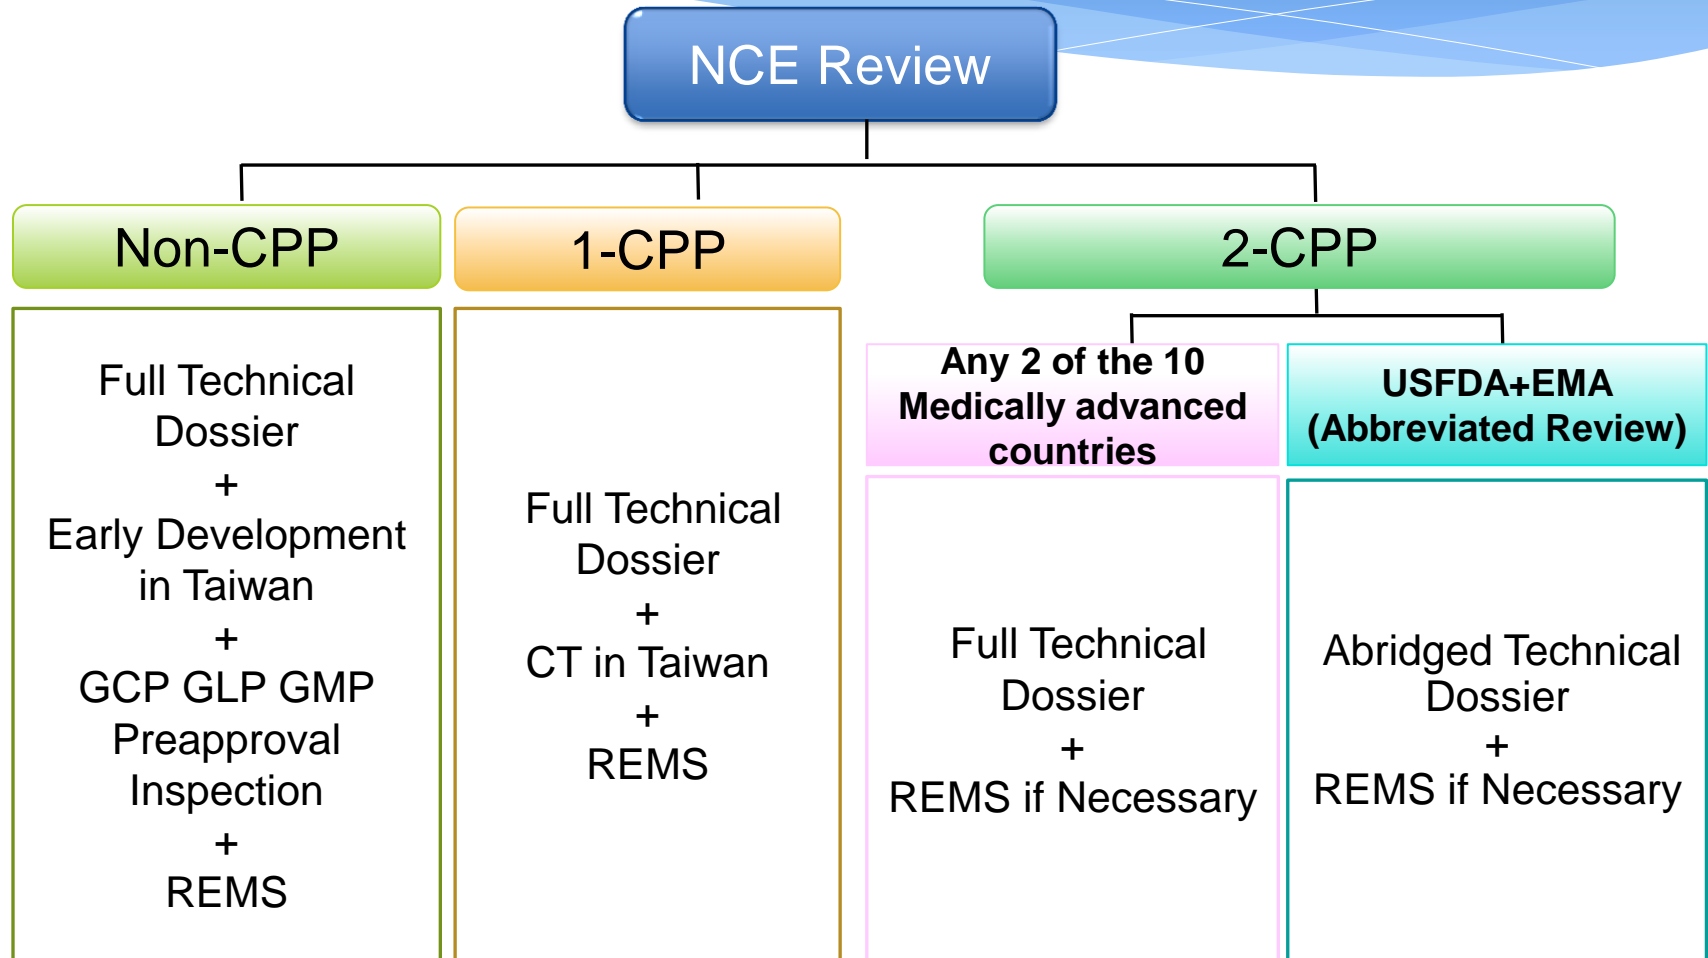 NCE Review
Non-CPP
Full Technical
Dossier
+
Early Development
in Taiwan
+
GCP GLP GMP
Preapproval
Inspection
+
REMS
1-CPP
Full Technical
Dossier
+
CT in Taiwan
+
REMS
2-CPP
Any 2 of the 10
Medically advanced
countries
Full Technical
Dossier
+
REMS if Necessary
USFDA+EMA
(Abbreviated Review)
Abridged Technical
Dossier
+
REMS if Necessary